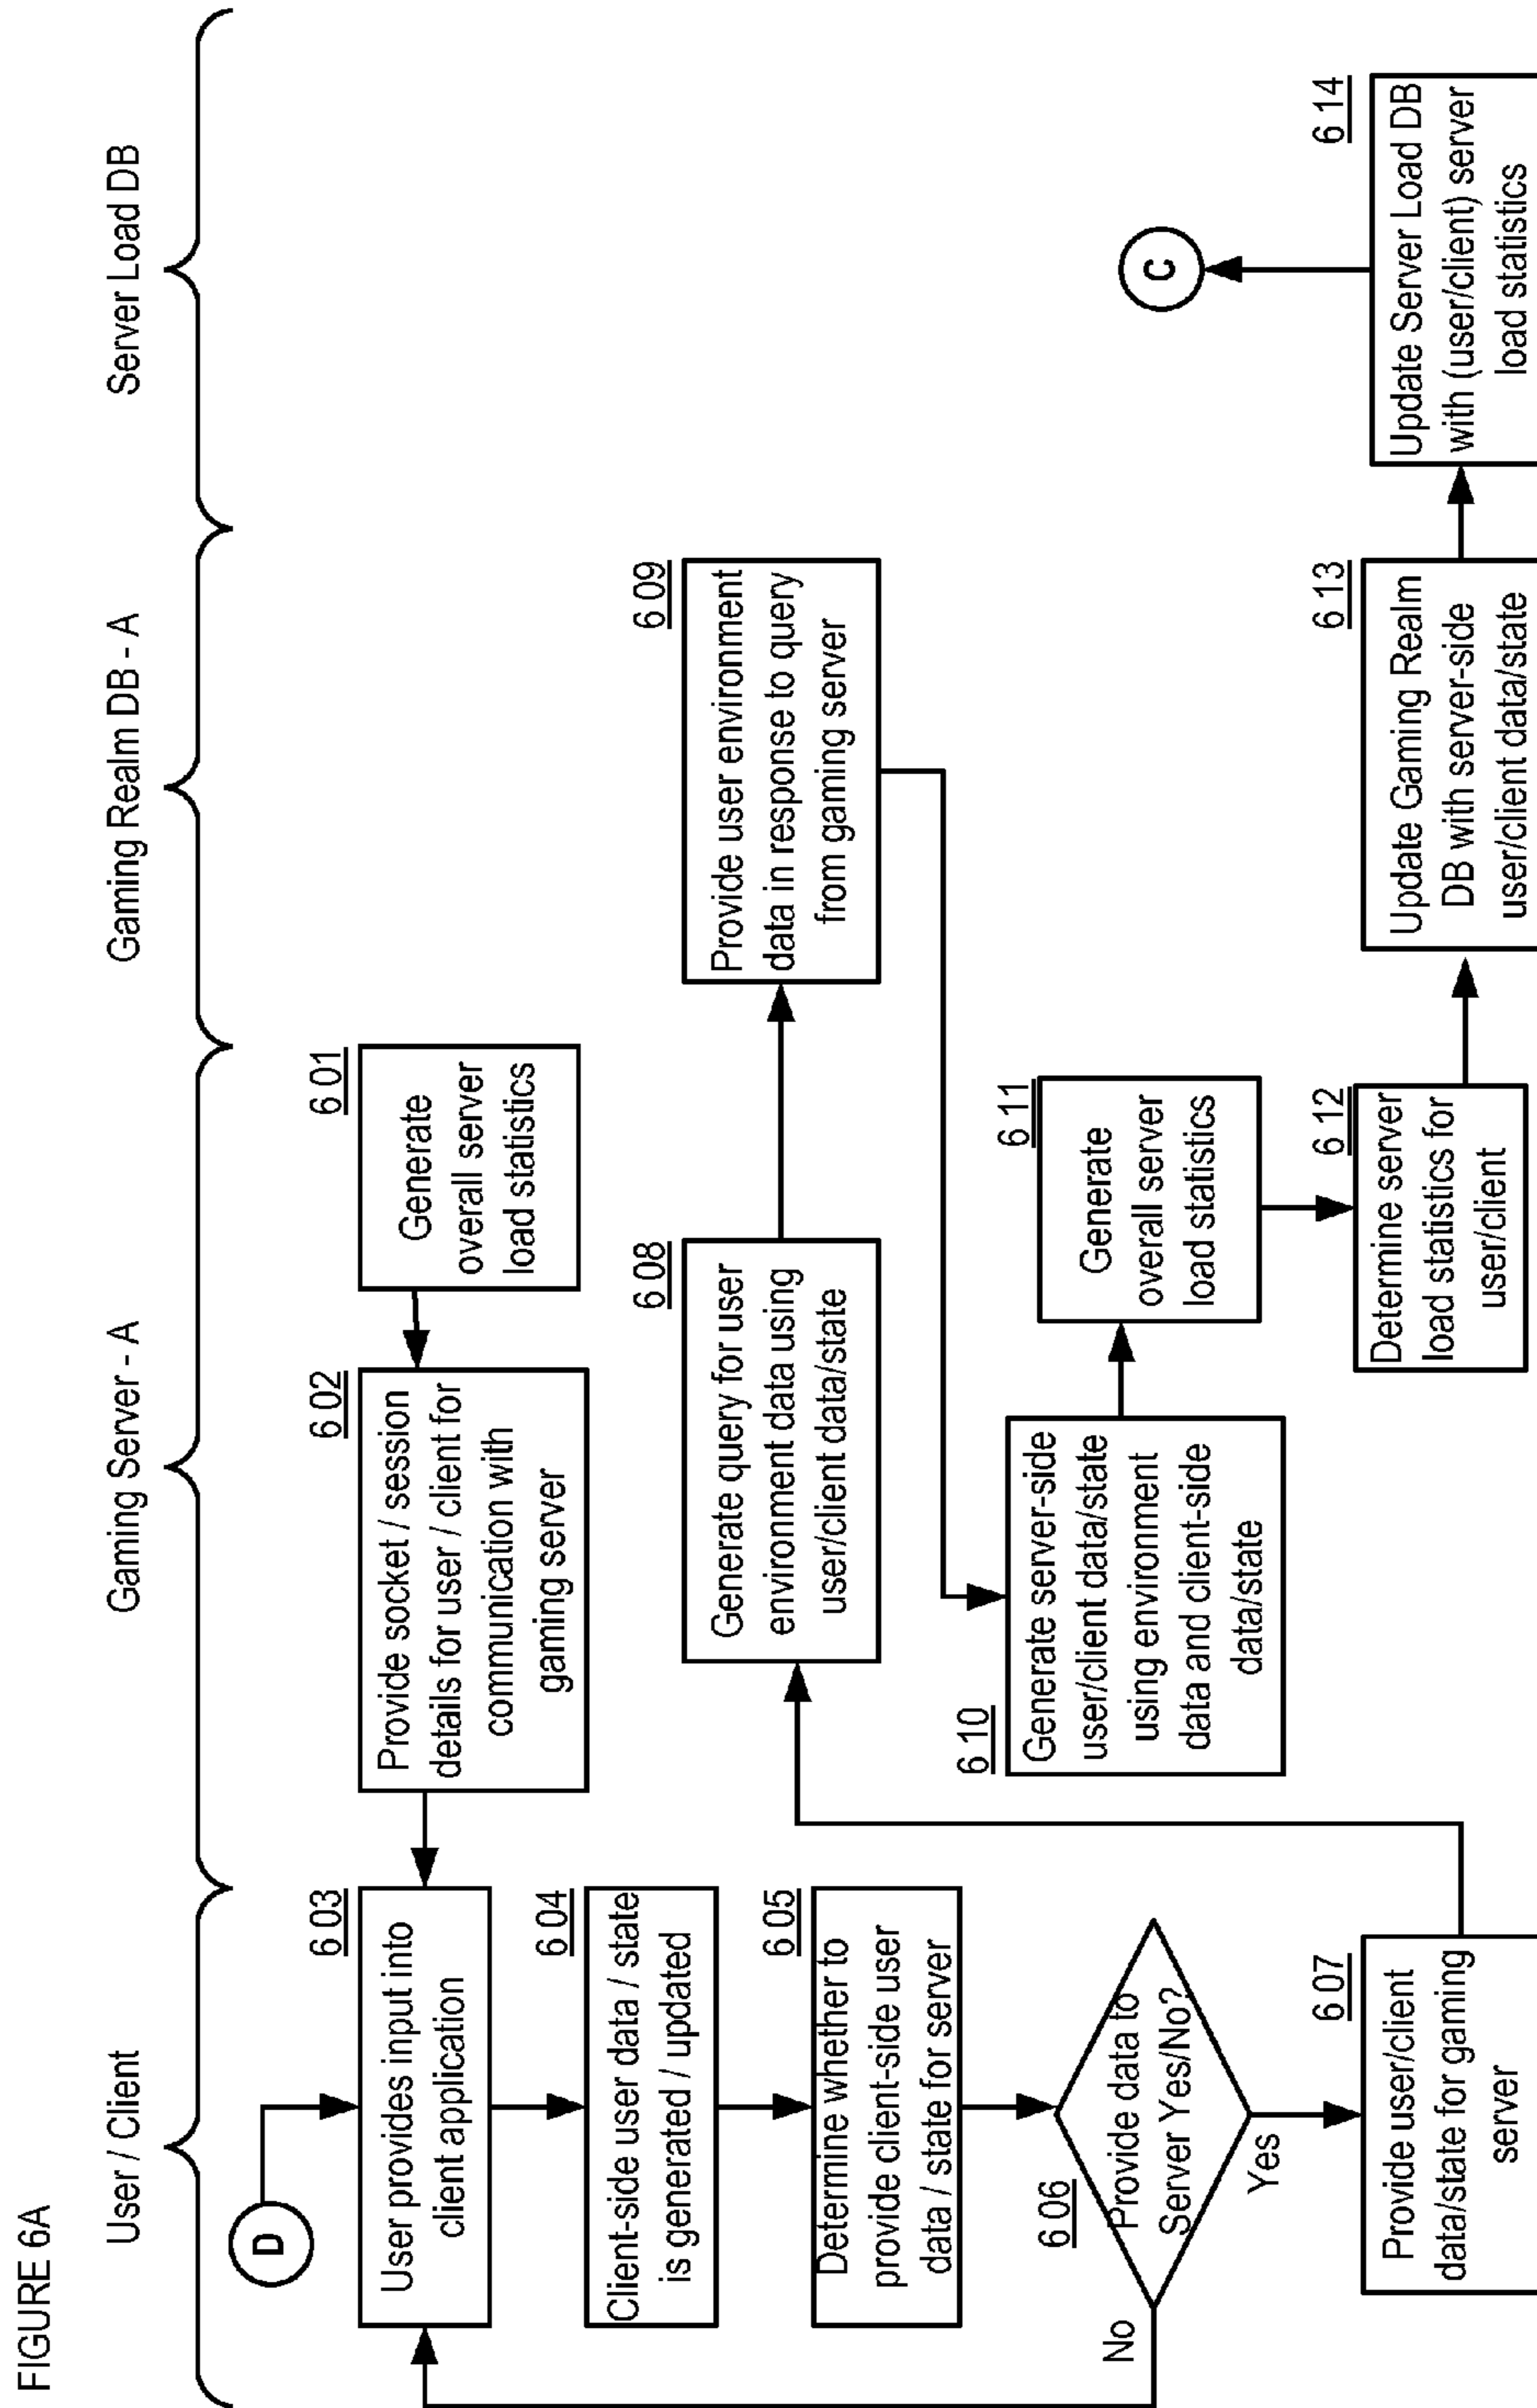 FIGURE 6A
User / Client
Gaming Server - A
Gaming Realm DB - A
Server Load DB
D
6 01
Generate
overall server
load statistics
6 02
Provide socket / session
details for user / client for
communication with
gaming server
6 03
User provides input into
client application
6 04
Client-side user data / state
is generated / updated
6 05
Determine whether to
provide client-side user
data / state for server
6 06
Provide data to
Server Yes/No?
No
Yes
6 07
Provide user/client
data/state for gaming
server
6 08
Generate query for user
environment data using
user/client data/state
6 09
Provide user environment
data in response to query
from gaming server
6 10
Generate server-side
user/client data/state
using environment
data and client-side
data/state
6 11
Generate
overall server
load statistics
6 12
Determine server
load statistics for
user/client
6 13
Update Gaming Realm
DB with server-side
user/client data/state
6 14
Update Server Load DB
with (user/client) server
load statistics
C